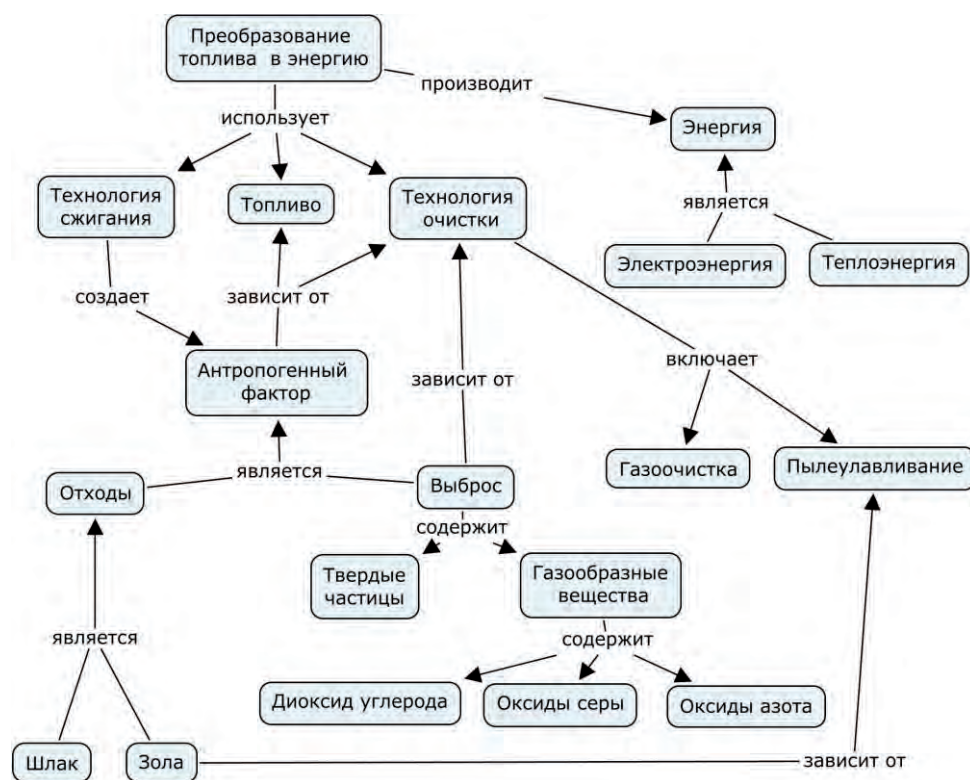 Преобразование
топлива в энергию
производит
использует
Энергия
Технология
сжигания
Топливо
Технология
очистки
является
Электроэнергия
Теплоэнергия
создает
зависит от
включает
Антропогенный
фактор
зависит от
является
Газоочистка
Пылеулавливание
Отходы
Выброс
содержит
Твердые
частицы
Газообразные
вещества
является
содержит
Диоксид углерода
Оксиды серы
Оксиды азота
Шлак
Зола
зависит от